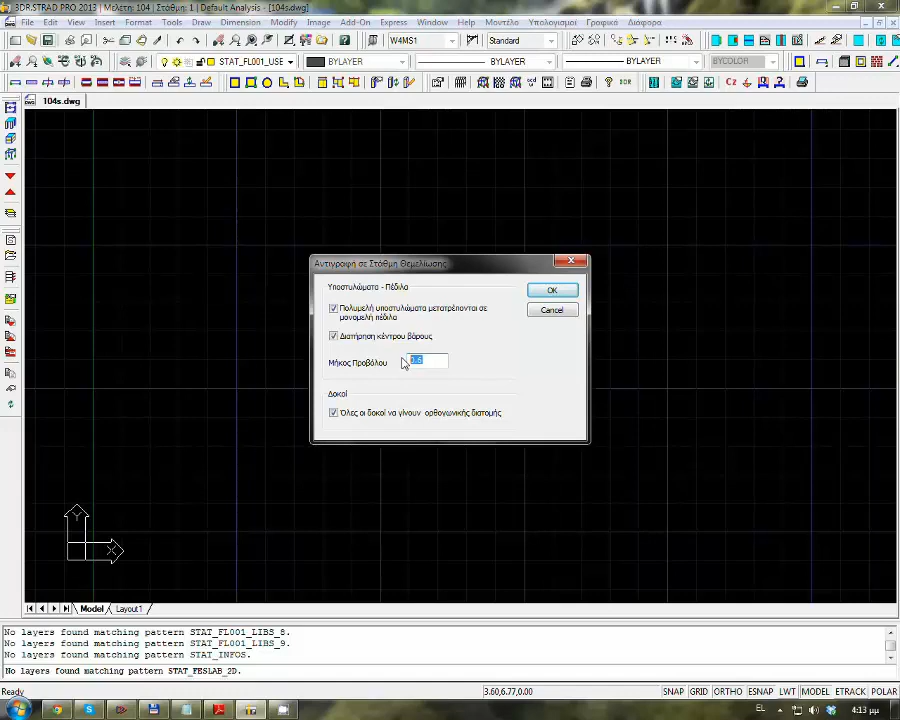 3DR.STRAD PRO 2013 | Μελέτη: 104 | Στάθμη: 1 | Default Analysis - [104s.dwg]
File Edit View Insert Format Tools Draw Dimension Modify Image Add-On Express Window Help Μοντέλο Υπολογισμοί Γραφικό Διάφορα
W4MS1 Standard
STAT_FL001_USE BYLAYER BYLAYER BYLAYER BYCOLOR
104s.dwg
Αντιγραφή σε Στάθμη Θεμελίωσης
Υποστυλώματα - Πέδιλα
OK
Πολυμελή υποστυλώματα μετατρέπονται σε
μονομελή πέδιλα
Cancel
Διατήρηση κέντρου βάρους
Μήκος Προβόλου
Δοκοί
Όλες οι δοκοί να γίνουν ορθογωνικής διατομής
Y
X
Model Layout1
No layers found matching pattern STAT_FL001_LIBS_8.
No layers found matching pattern STAT_FL001_LIBS_9.
No layers found matching pattern STAT_INFOS.
No layers found matching pattern STAT_FESLAB_2D.
Ready 3.60,6.77,0.00 SNAP GRID ORTHO ESNAP LWT MODEL ETRACK POLAR
EL 4:13 μμ